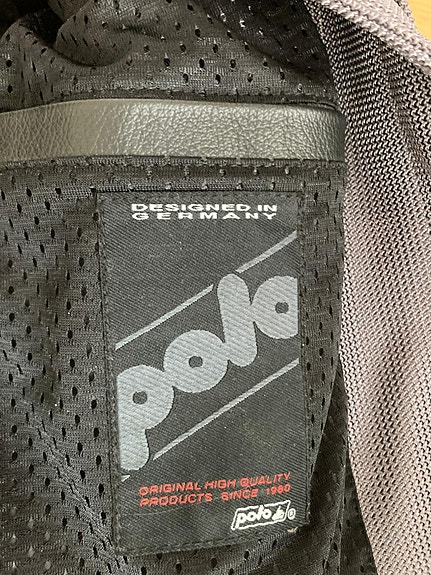 DESIGNED IN
GERMANY
polo
ORIGINAL HIGH QUALITY
PRODUCTS SINCE 1980
polo ®